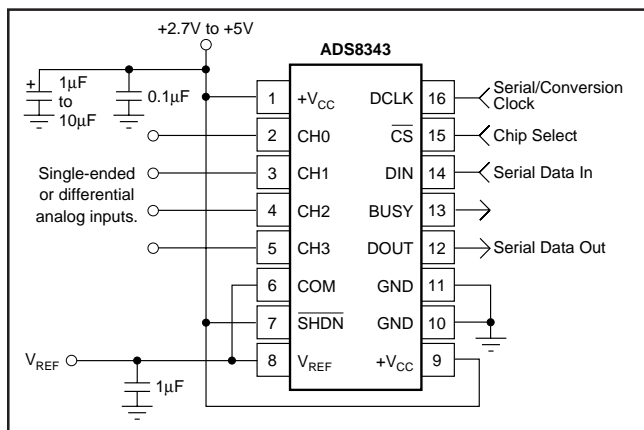 +2.7V to +5V
ADS8343
+ 1µF
to
10µF
0.1µF
1 +VCC DCLK 16 Serial/Conversion
Clock
2 CH0 CS 15 Chip Select
Single-ended
or differential
analog inputs.
3 CH1 DIN 14 Serial Data In
4 CH2 BUSY 13
5 CH3 DOUT 12 Serial Data Out
6 COM GND 11
7 SHDN GND 10
VREF 8 VREF +VCC 9
1µF